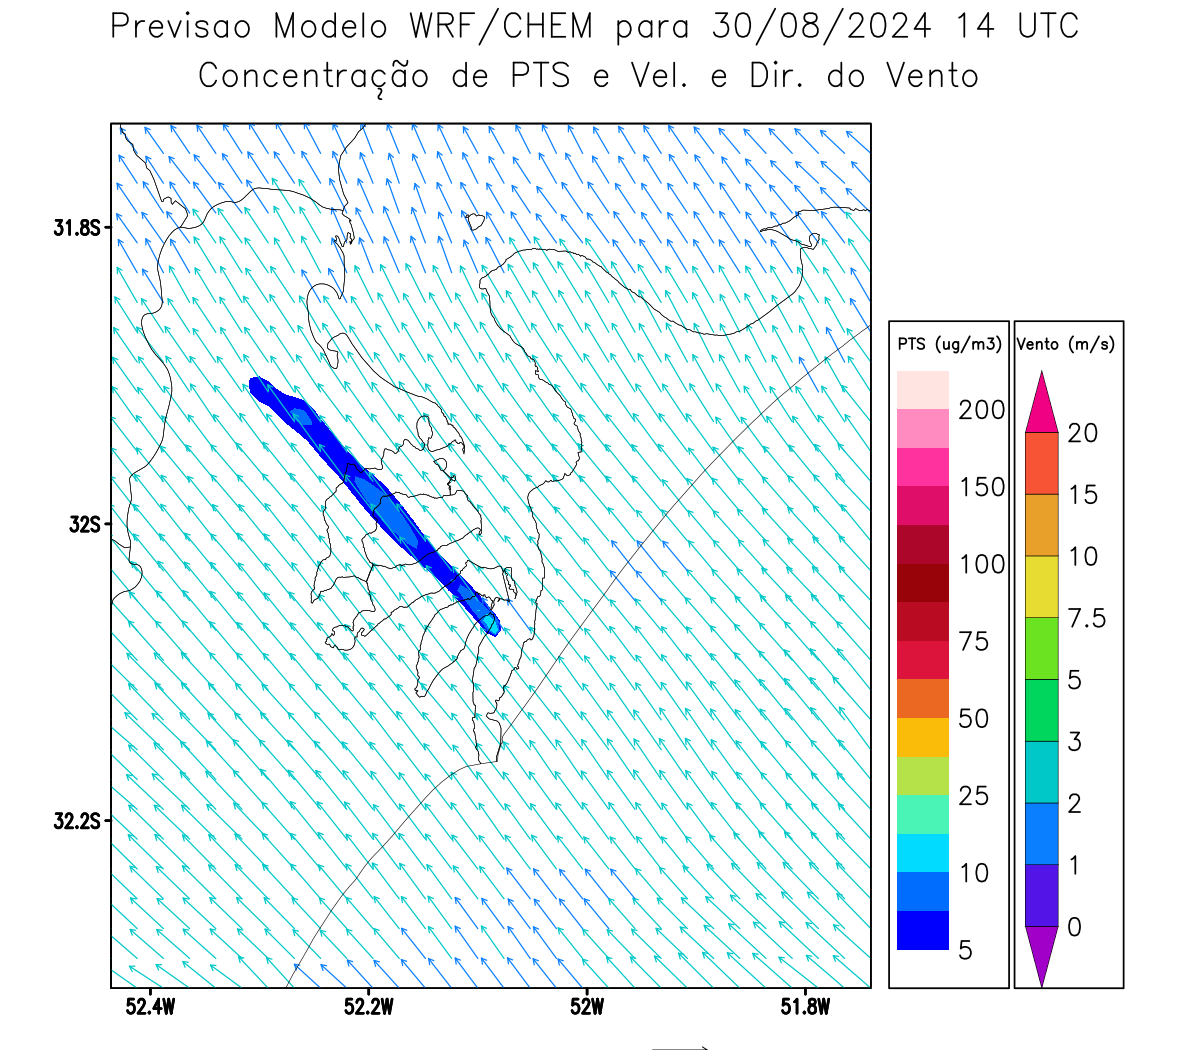 Previsao Modelo WRF/CHEM para 30/08/2024 14 UTC
Concentração de PTS e Vel. e Dir. do Vento
31.8S
32S
32.2S
52.4W
52.2W
52W
51.8W
PTS (ug/m3)
200
150
100
75
50
25
10
5
Vento (m/s)
20
15
10
7.5
5
3
2
1
0